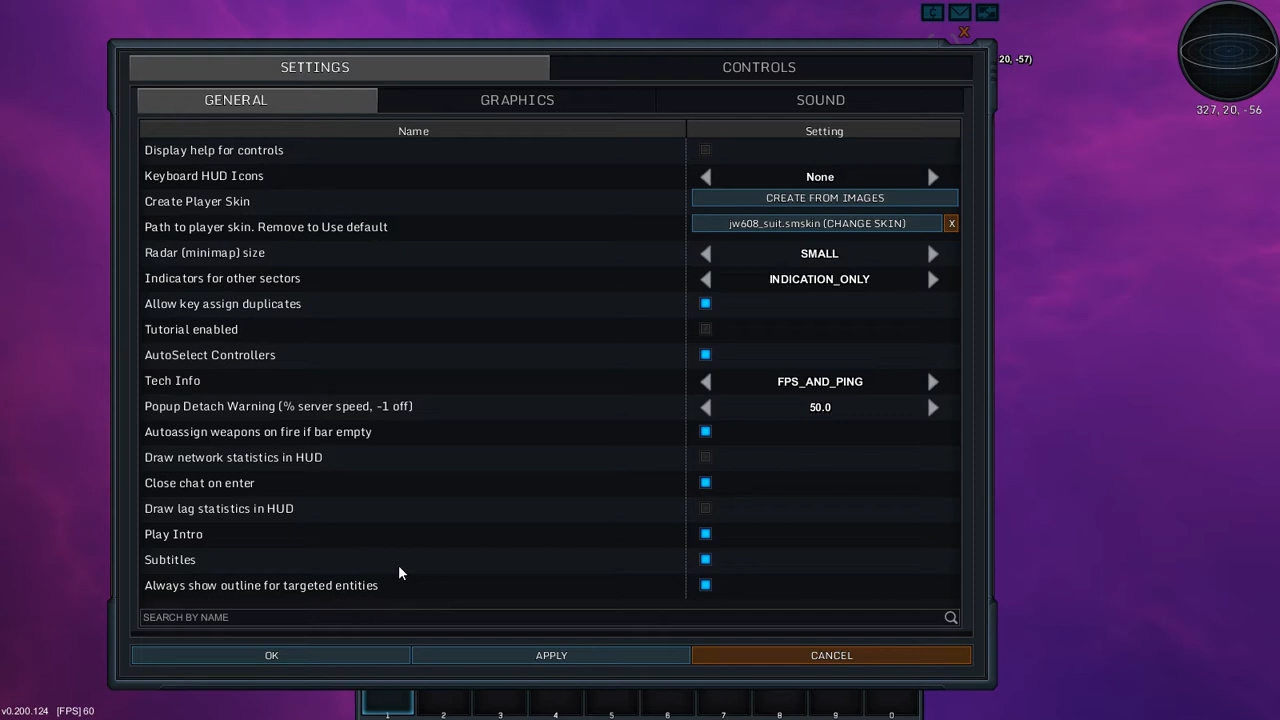 20, -57)
327, 20, -56
SETTINGS
CONTROLS
GENERAL
GRAPHICS
SOUND
Name
Setting
Display help for controls
Keyboard HUD Icons
None
Create Player Skin
CREATE FROM IMAGES
Path to player skin. Remove to Use default
jw608_suit.smskin (CHANGE SKIN)
X
Radar (minimap) size
SMALL
Indicators for other sectors
INDICATION_ONLY
Allow key assign duplicates
Tutorial enabled
AutoSelect Controllers
Tech Info
FPS_AND_PING
Popup Detach Warning (% server speed, -1 off)
50.0
Autoassign weapons on fire if bar empty
Draw network statistics in HUD
Close chat on enter
Draw lag statistics in HUD
Play Intro
Subtitles
Always show outline for targeted entities
SEARCH BY NAME
OK
APPLY
CANCEL
v0.200.124 [FPS] 60
1 2 3 4 5 6 7 8 9 0